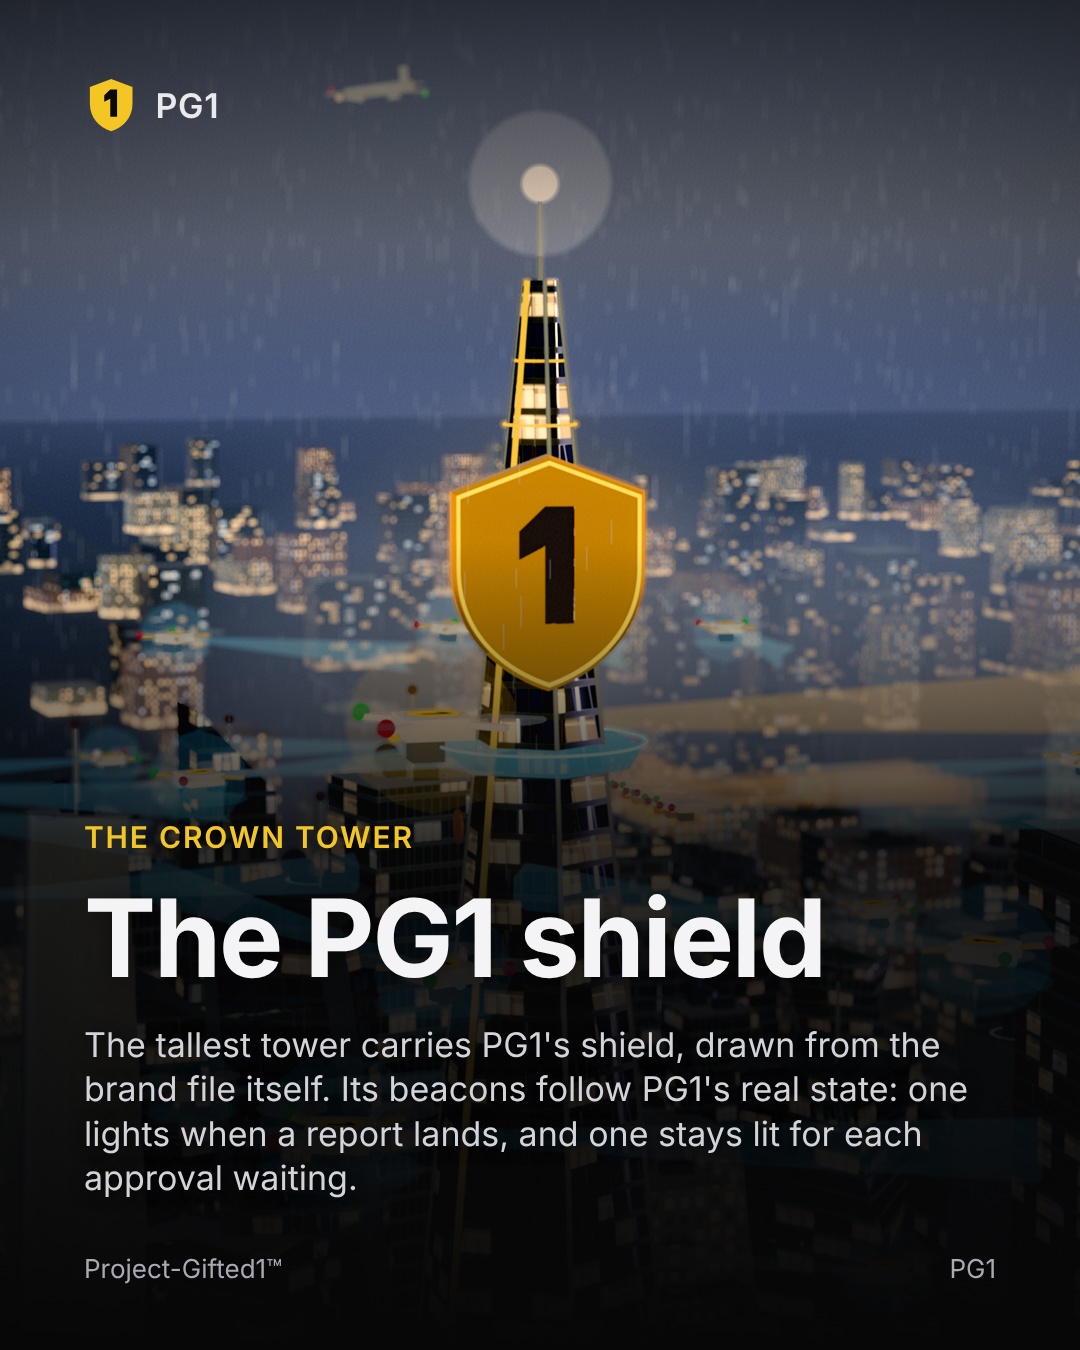 1 PG1
1
THE CROWN TOWER
The PG1 shield
The tallest tower carries PG1's shield, drawn from the
brand file itself. Its beacons follow PG1's real state: one
lights when a report lands, and one stays lit for each
approval waiting.
Project-Gifted1™ PG1